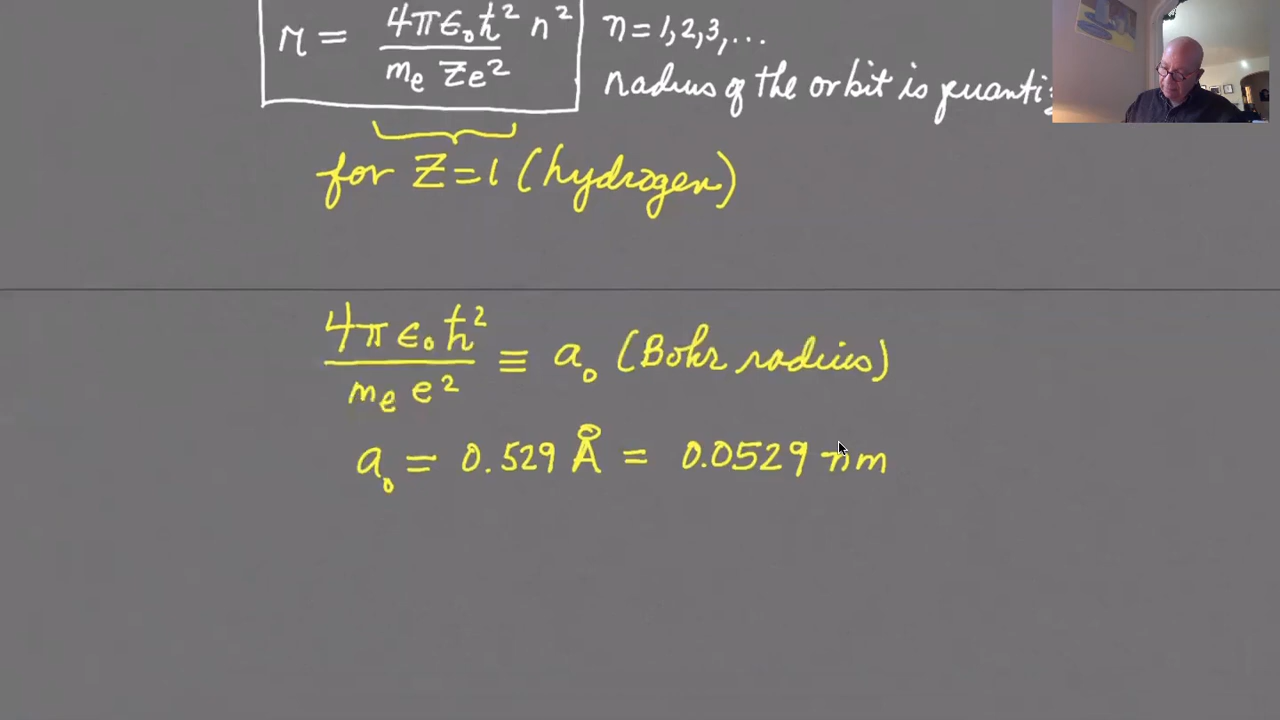 r = 4πϵ₀ħ² n² / mₑ Ze²
n = 1,2,3,...
radius of the orbit is quanti
for Z=1 (hydrogen)
4πϵ₀ħ² / mₑ e² ≡ a₀ (Bohr radius)
a₀ = 0.529 Å = 0.0529 nm